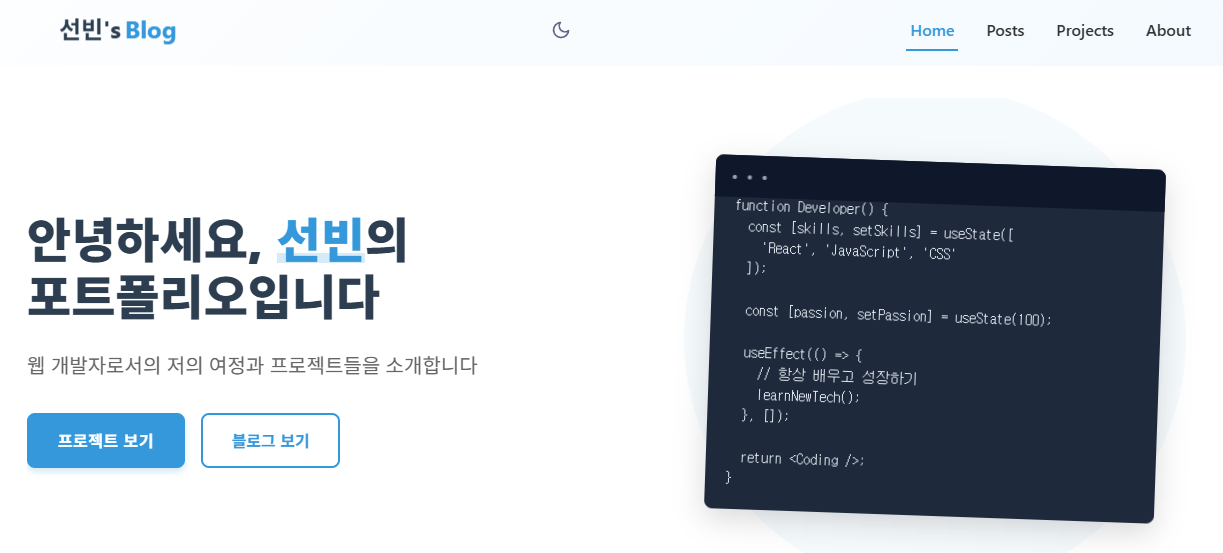 선빈's Blog
Home Posts Projects About
안녕하세요, 선빈의
포트폴리오입니다
웹 개발자로서의 저의 여정과 프로젝트들을 소개합니다
프로젝트 보기 블로그 보기
function Developer() {
const [skills, setSkills] = useState([
'React', 'JavaScript', 'CSS'
]);
const [passion, setPassion] = useState(100);
useEffect(() => {
// 항상 배우고 성장하기
learnNewTech();
}, []);
return <Coding />;
}